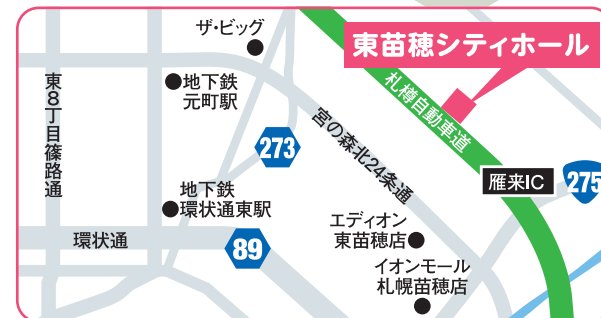 ザ・ビッグ
東苗穂シティホール
地下鉄
元町駅
札樽自動車道
東8丁目篠路通
宮の森北24条通
273
雁来IC
275
地下鉄
環状通東駅
エディオン
東苗穂店
環状通
89
イオンモール
札幌苗穂店